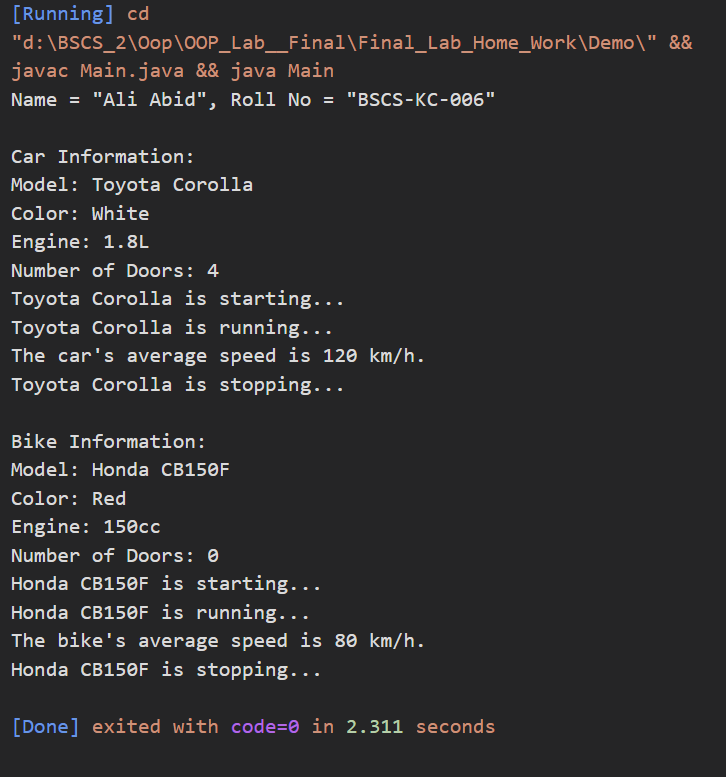 [Running] cd
"d:\BSCS_2\Oop\OOP_Lab__Final\Final_Lab_Home_Work\Demo\" &&
javac Main.java && java Main
Name = "Ali Abid", Roll No = "BSCS-KC-006"

Car Information:
Model: Toyota Corolla
Color: White
Engine: 1.8L
Number of Doors: 4
Toyota Corolla is starting...
Toyota Corolla is running...
The car's average speed is 120 km/h.
Toyota Corolla is stopping...

Bike Information:
Model: Honda CB150F
Color: Red
Engine: 150cc
Number of Doors: 0
Honda CB150F is starting...
Honda CB150F is running...
The bike's average speed is 80 km/h.
Honda CB150F is stopping...

[Done] exited with code=0 in 2.311 seconds